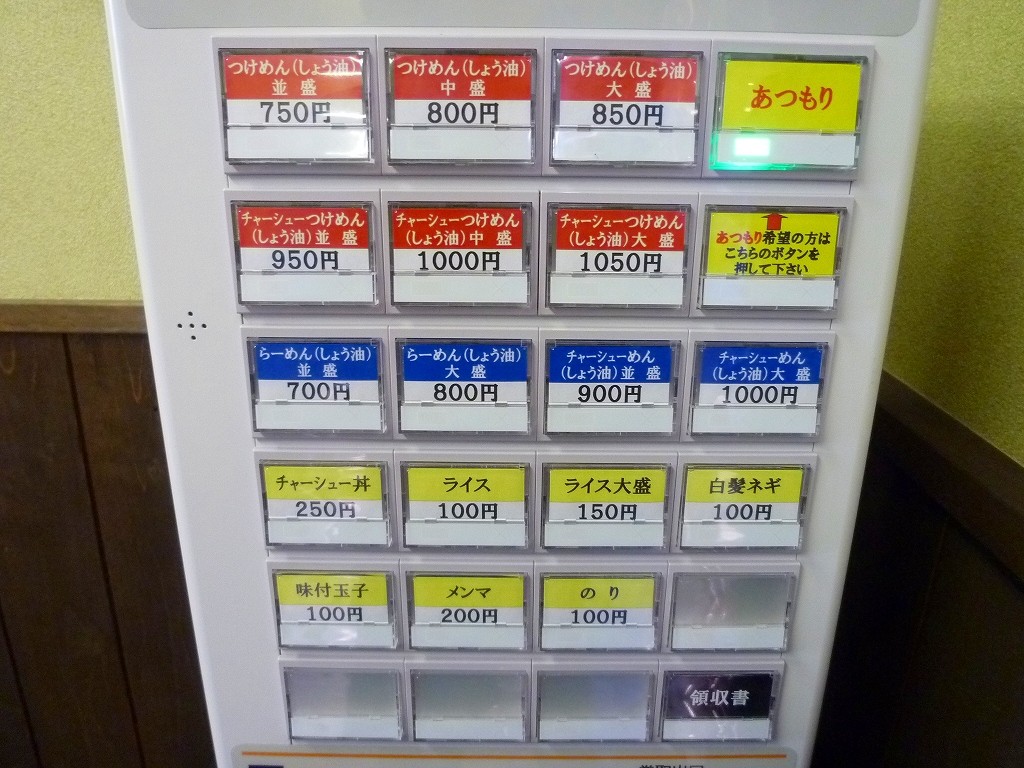 つけめん(しょう油)
並 盛
750円
つけめん(しょう油)
中 盛
800円
つけめん(しょう油)
大 盛
850円
あつもり
チャーシューつけめん
(しょう油)並 盛
950円
チャーシューつけめん
(しょう油)中 盛
1000円
チャーシューつけめん
(しょう油)大 盛
1050円
あつもり希望の方は
こちらのボタンを
押して下さい
らーめん(しょう油)
並 盛
700円
らーめん(しょう油)
大 盛
800円
チャーシューめん
(しょう油)並 盛
900円
チャーシューめん
(しょう油)大 盛
1000円
チャーシュー丼
250円
ライス
100円
ライス大盛
150円
白髪ネギ
100円
味付玉子
100円
メンマ
200円
のり
100円
領収書